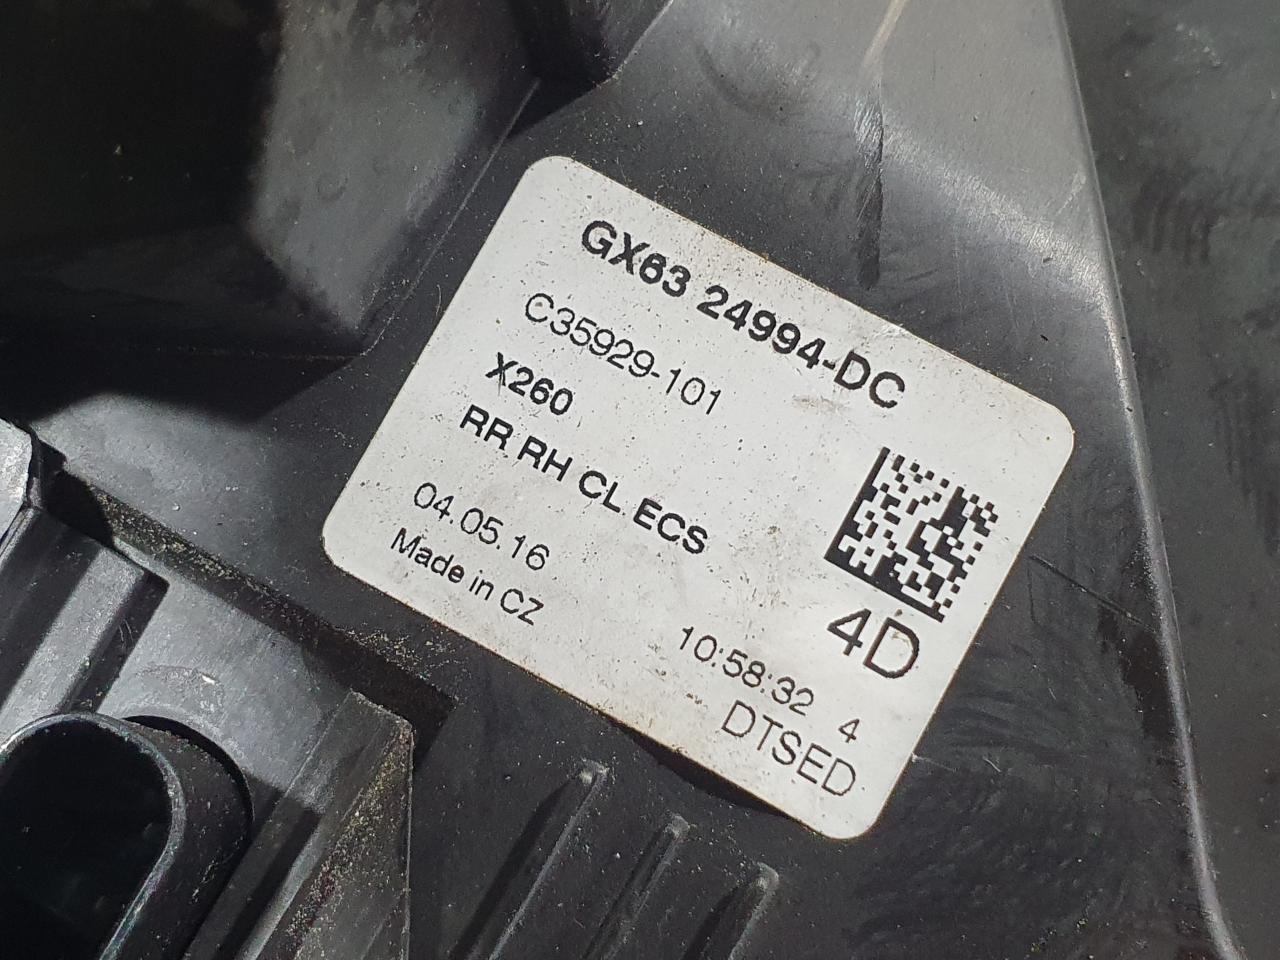 GX63 24994-DC
C35929-101
X260
RR RH CL ECS
04.05.16
Made in CZ
4D
10:58:32 4
DTSED